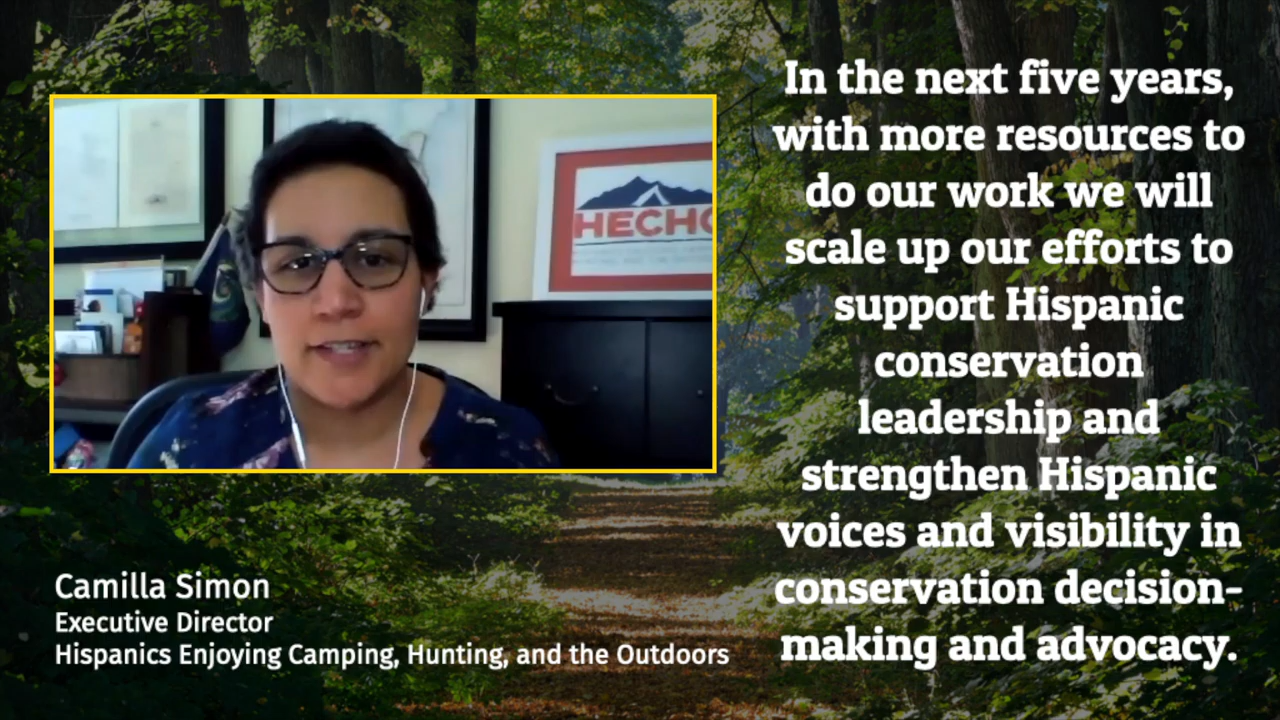 HECHO
In the next five years,
with more resources to
do our work we will
scale up our efforts to
support Hispanic
conservation
leadership and
strengthen Hispanic
voices and visibility in
conservation decision-
making and advocacy.
Camilla Simon
Executive Director
Hispanics Enjoying Camping, Hunting, and the Outdoors